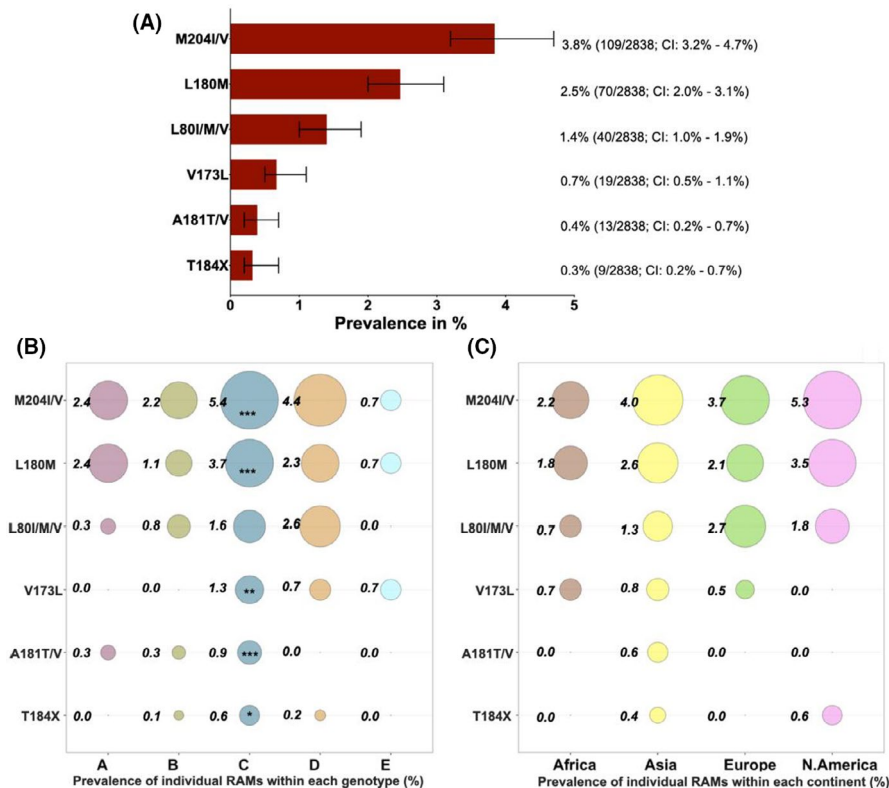 (A)
M204I/V 3.8% (109/2838; CI: 3.2% - 4.7%)
L180M 2.5% (70/2838; CI: 2.0% - 3.1%)
L80I/M/V 1.4% (40/2838; CI: 1.0% - 1.9%)
V173L 0.7% (19/2838; CI: 0.5% - 1.1%)
A181T/V 0.4% (13/2838; CI: 0.2% - 0.7%)
T184X 0.3% (9/2838; CI: 0.2% - 0.7%)
0 1 2 3 4 5
Prevalence in %
(B)
M204I/V 2.4 2.2 5.4 *** 4.4 0.7
L180M 2.4 1.1 3.7 *** 2.3 0.7
L80I/M/V 0.3 0.8 1.6 2.6 0.0
V173L 0.0 0.0 1.3 ** 0.7 0.7
A181T/V 0.3 0.3 0.9 *** 0.0 0.0
T184X 0.0 0.1 0.6 * 0.2 0.0
A B C D E
Prevalence of individual RAMs within each genotype (%)
(C)
M204I/V 2.2 4.0 3.7 5.3
L180M 1.8 2.6 2.1 3.5
L80I/M/V 0.7 1.3 2.7 1.8
V173L 0.7 0.8 0.5 0.0
A181T/V 0.0 0.6 0.0 0.0
T184X 0.0 0.4 0.0 0.6
Africa Asia Europe N.America
Prevalence of individual RAMs within each continent (%)